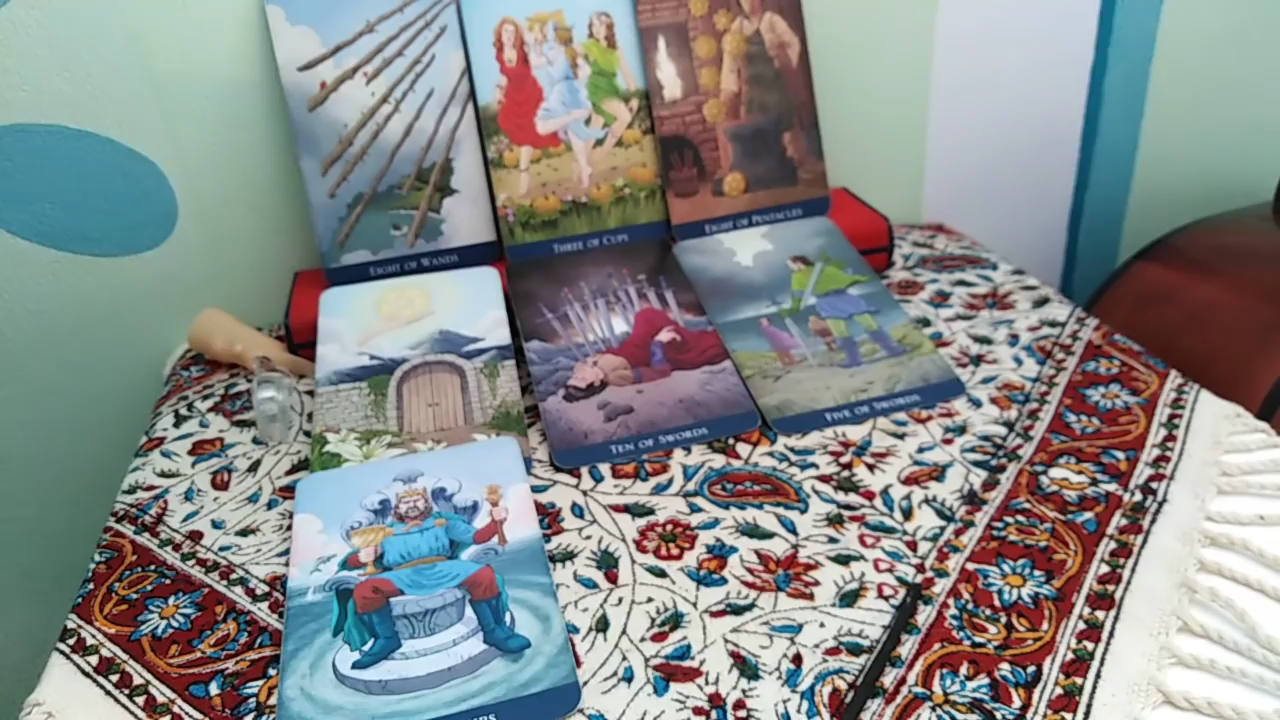 EIGHT OF WANDS
THREE OF CUPS
EIGHT OF PENTACLES
TEN OF SWORDS
FIVE OF SWORDS